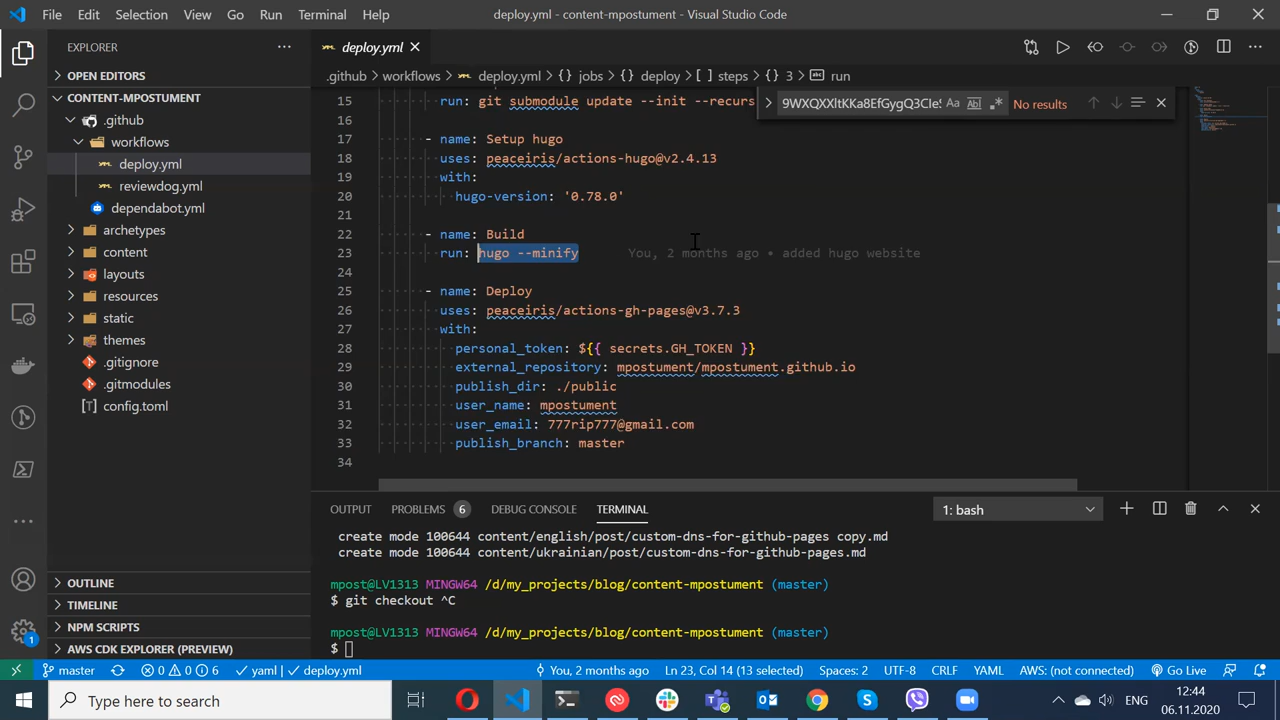 File Edit Selection View Go Run Terminal Help deploy.yml - content-mpostument - Visual Studio Code
EXPLORER
deploy.yml
OPEN EDITORS
.github workflows deploy.yml jobs deploy steps 3 run
CONTENT-MPOSTUMENT
.github
workflows
deploy.yml
reviewdog.yml
dependabot.yml
archetypes
content
layouts
resources
static
themes
.gitignore
.gitmodules
config.toml
OUTLINE
TIMELINE
NPM SCRIPTS
AWS CDK EXPLORER (PREVIEW)
Aa Abl No results
15 run: git submodule update --init --recurs
16
17 - name: Setup hugo
18 uses: peaceiris/actions-hugo@v2.4.13
19 with:
20 hugo-version: '0.78.0'
21
22 - name: Build
23 run: hugo --minify You, 2 months ago • added hugo website
24
25 - name: Deploy
26 uses: peaceiris/actions-gh-pages@v3.7.3
27 with:
28 personal_token: ${{ secrets.GH_TOKEN }}
29 external_repository: mpostument/mpostument.github.io
30 publish_dir: ./public
31 user_name: mpostument
32 user_email: 777rip777@gmail.com
33 publish_branch: master
34
OUTPUT PROBLEMS 6 DEBUG CONSOLE TERMINAL 1: bash
create mode 100644 content/english/post/custom-dns-for-github-pages copy.md
create mode 100644 content/ukrainian/post/custom-dns-for-github-pages.md
mpost@LV1313 MINGW64 /d/my_projects/blog/content-mpostument (master)
$ git checkout ^C
mpost@LV1313 MINGW64 /d/my_projects/blog/content-mpostument (master)
$
1
master 0 0 6 yaml | deploy.yml You, 2 months ago Ln 23, Col 14 (13 selected) Spaces: 2 UTF-8 CRLF YAML AWS: (not connected) Go Live
Type here to search
ENG
12:44
06.11.2020